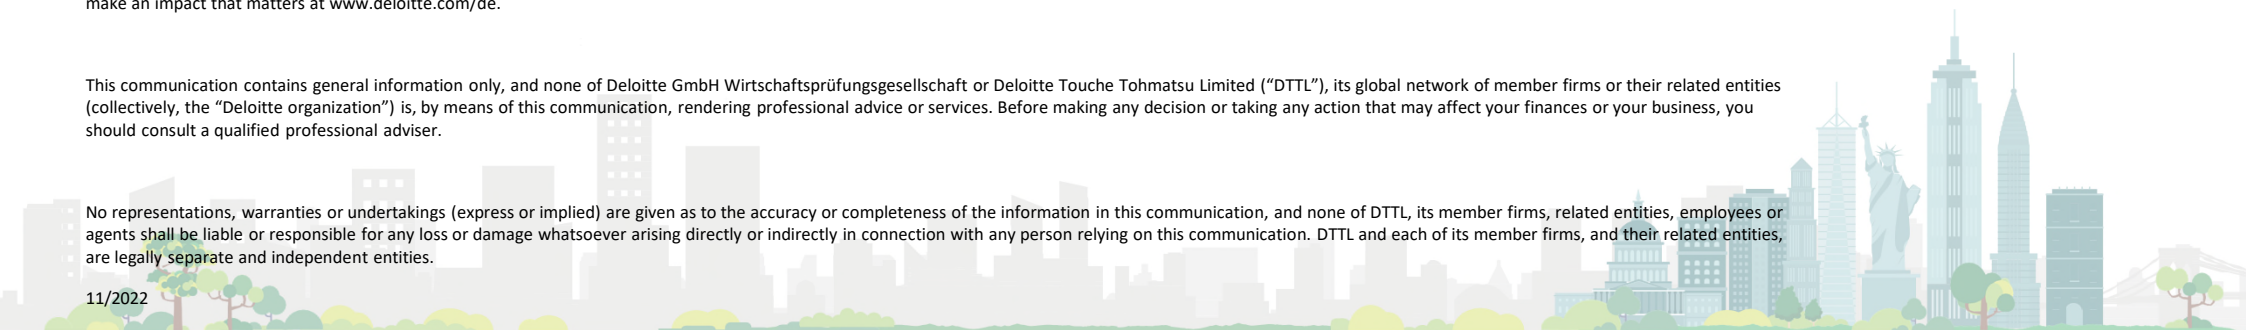 make an impact that matters at www.deloitte.com/de.
This communication contains general information only, and none of Deloitte GmbH Wirtschaftsprüfungsgesellschaft or Deloitte Touche Tohmatsu Limited (“DTTL”), its global network of member firms or their related entities
(collectively, the “Deloitte organization”) is, by means of this communication, rendering professional advice or services. Before making any decision or taking any action that may affect your finances or your business, you
should consult a qualified professional adviser.
No representations, warranties or undertakings (express or implied) are given as to the accuracy or completeness of the information in this communication, and none of DTTL, its member firms, related entities, employees or
agents shall be liable or responsible for any loss or damage whatsoever arising directly or indirectly in connection with any person relying on this communication. DTTL and each of its member firms, and their related entities,
are legally separate and independent entities.
11/2022